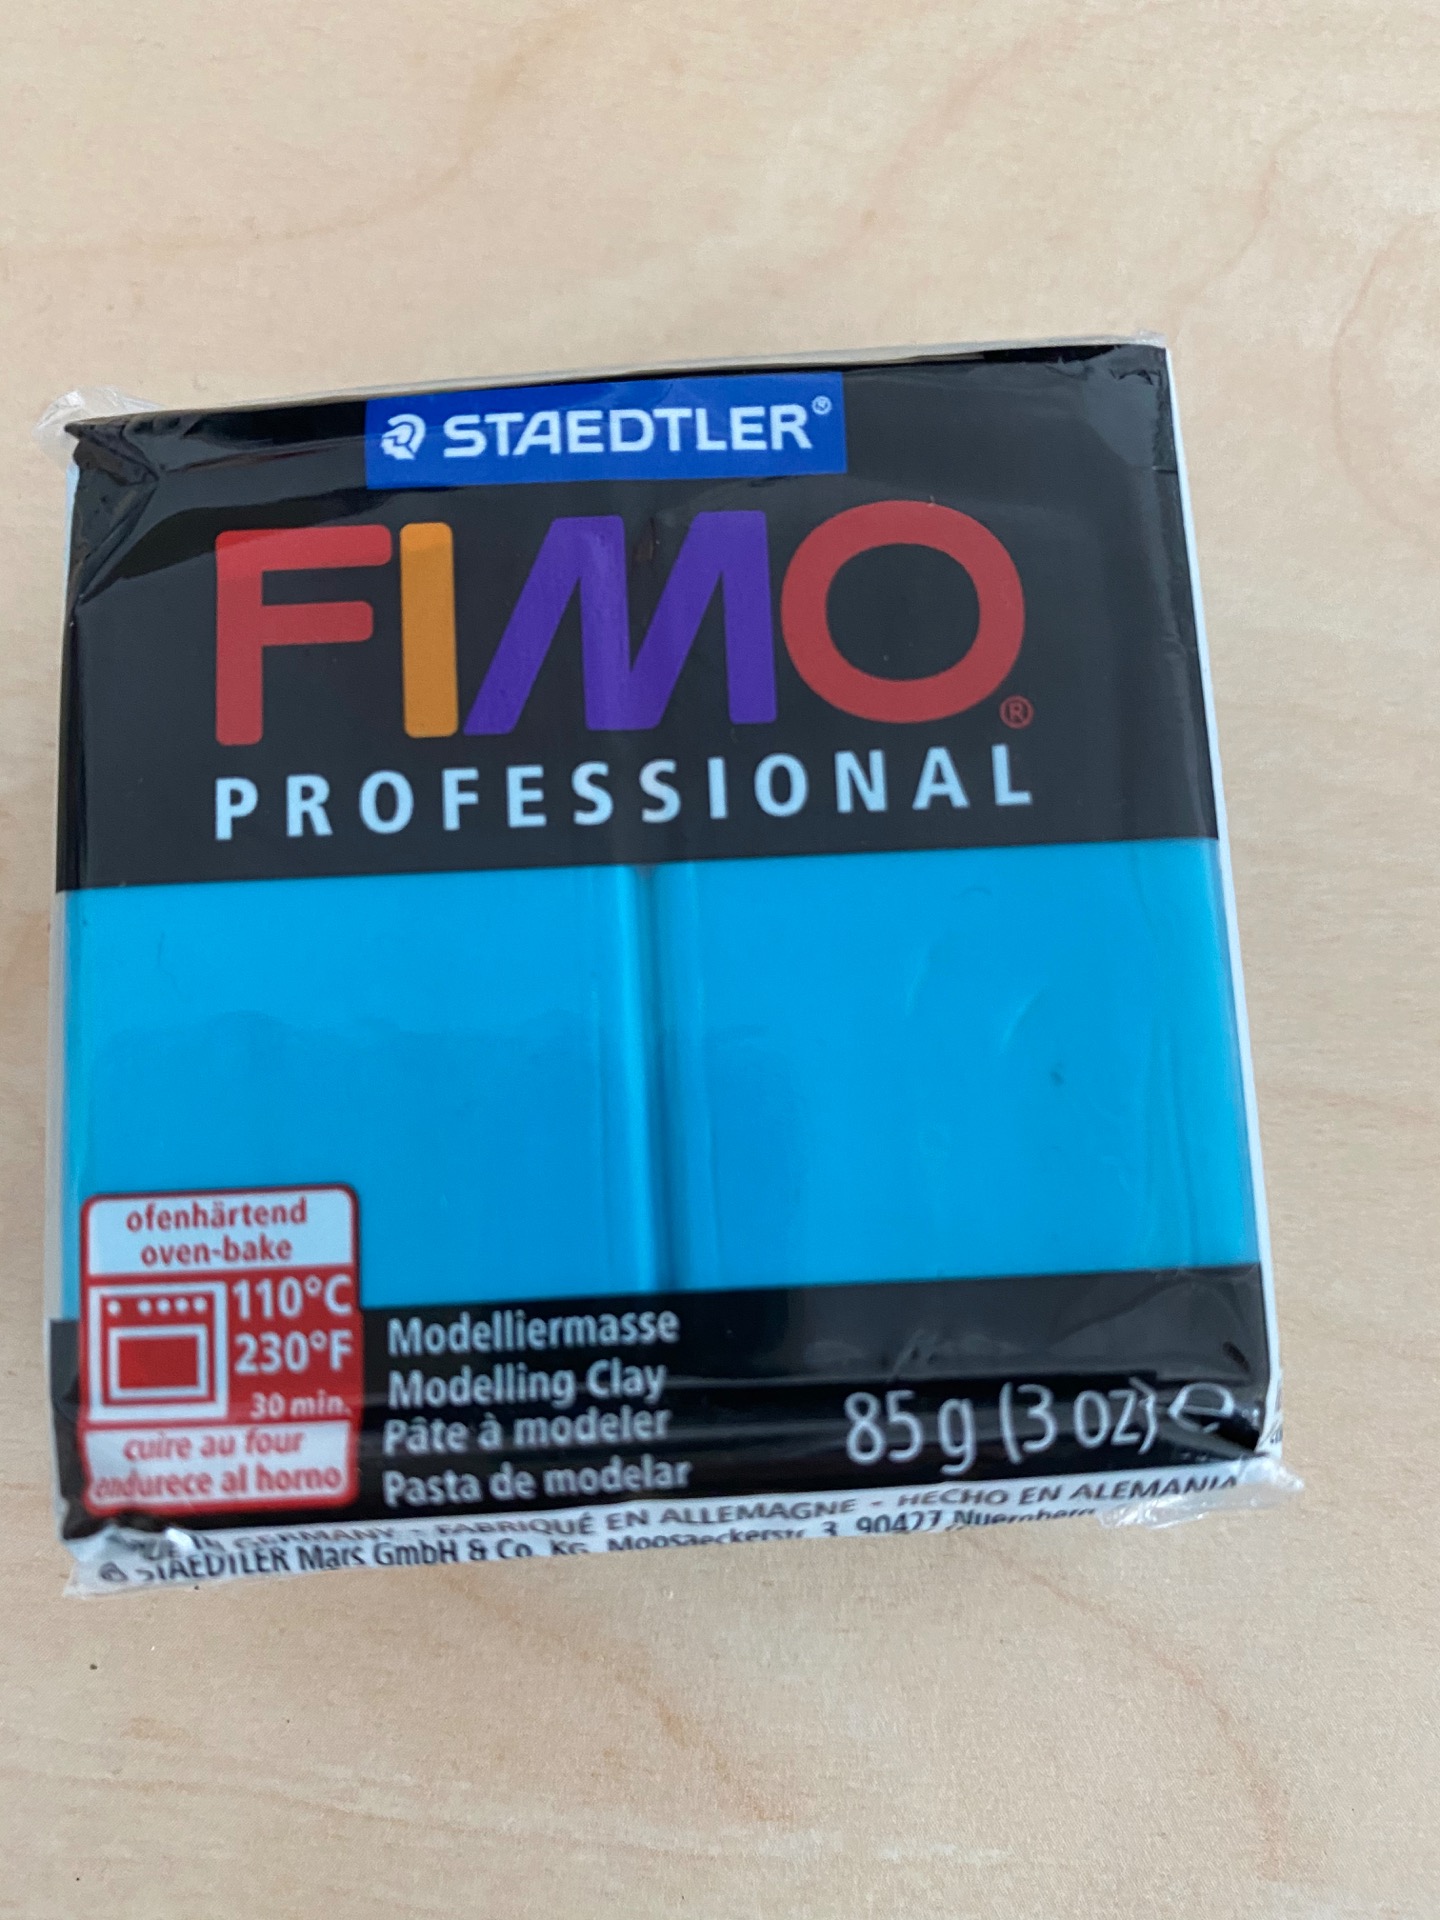 STAEDTLER®
FIMO®
PROFESSIONAL
ofenhärtend
oven-bake
110°C
230°F
30 min.
cuire au four
endurece al horno
Modelliermasse
Modelling Clay
Pâte à modeler
Pasta de modelar
85 g (3 oz) ℮
IN GERMANY - FABRIQUÉ EN ALLEMAGNE - HECHO EN ALEMANIA
STAEDTLER Mars GmbH & Co. KG Moosaeckerstr. 3 90427 Nuernberg